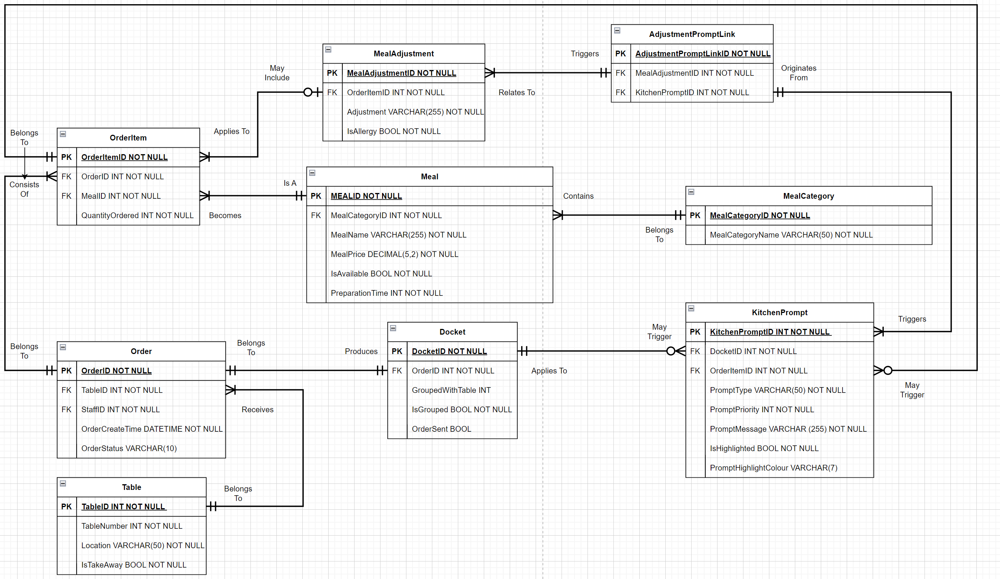 AdjustmentPromptLink
PK AdjustmentPromptLinkID NOT NULL
FK MealAdjustmentID INT NOT NULL
FK KitchenPromptID INT NOT NULL
Triggers
Originates
From
MealAdjustment
PK MealAdjustmentID NOT NULL
FK OrderItemID INT NOT NULL
Adjustment VARCHAR(255) NOT NULL
IsAllergy BOOL NOT NULL
May
Include
Relates To
Applies To
Belongs
To
OrderItem
PK OrderItemID NOT NULL
FK OrderID INT NOT NULL
FK MealID INT NOT NULL
QuantityOrdered INT NOT NULL
Consists
Of
Is A
Becomes
Meal
PK MEALID NOT NULL
FK MealCategoryID INT NOT NULL
MealName VARCHAR(255) NOT NULL
MealPrice DECIMAL(5,2) NOT NULL
IsAvailable BOOL NOT NULL
PreparationTime INT NOT NULL
Contains
Belongs
To
MealCategory
PK MealCategoryID NOT NULL
MealCategoryName VARCHAR(50) NOT NULL
Belongs
To
Order
PK OrderID NOT NULL
FK TableID INT NOT NULL
FK StaffID INT NOT NULL
OrderCreateTime DATETIME NOT NULL
OrderStatus VARCHAR(10)
Belongs
To
Produces
Receives
Docket
PK DocketID NOT NULL
FK OrderID INT NOT NULL
GroupedWithTable INT
IsGrouped BOOL NOT NULL
OrderSent BOOL
May
Trigger
Applies To
KitchenPrompt
PK KitchenPromptID INT NOT NULL
FK DocketID INT NOT NULL
FK OrderItemID INT NOT NULL
PromptType VARCHAR(50) NOT NULL
PromptPriority INT NOT NULL
PromptMessage VARCHAR (255) NOT NULL
IsHighlighted BOOL NOT NULL
PromptHighlightColour VARCHAR(7)
Triggers
May
Trigger
Table
PK TableID INT NOT NULL
TableNumber INT NOT NULL
Location VARCHAR(50) NOT NULL
IsTakeAway BOOL NOT NULL
Belongs
To